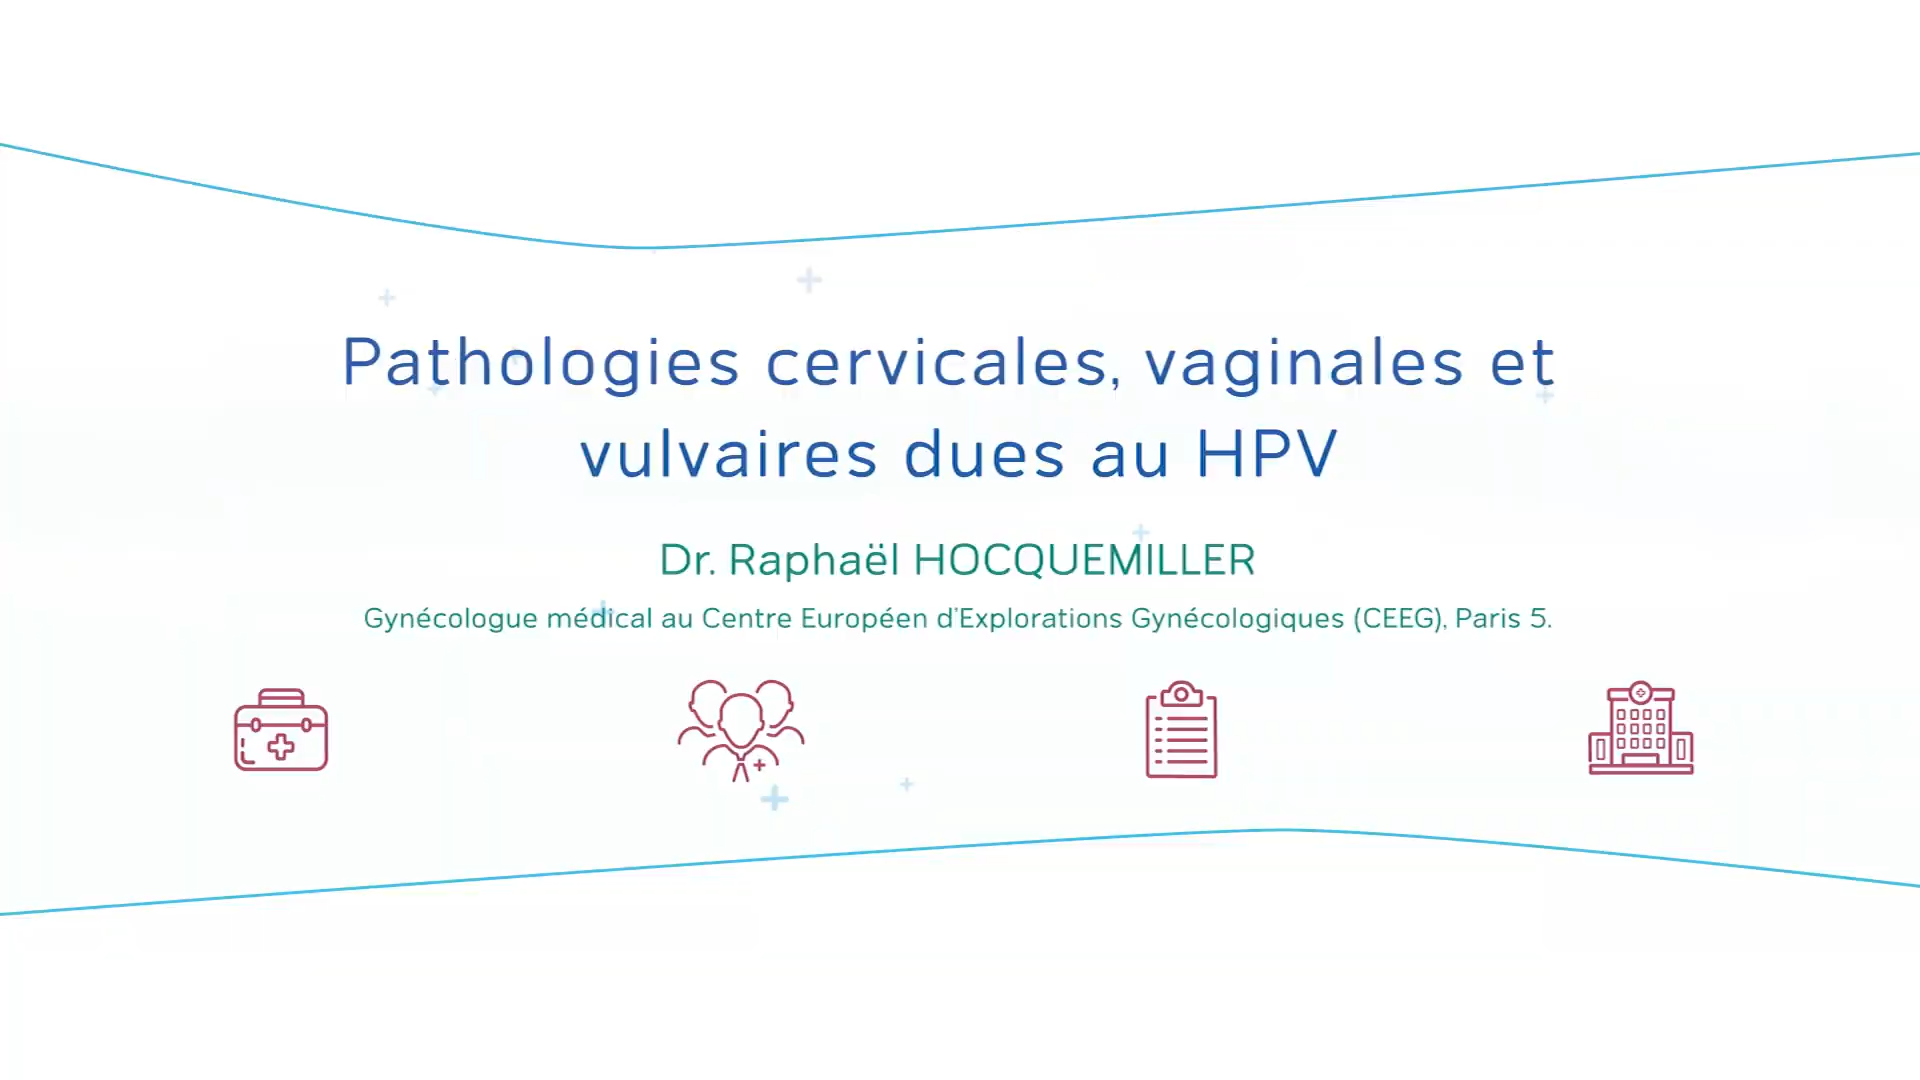 Pathologies cervicales, vaginales et
vulvaires dues au HPV
Dr. Raphaël HOCQUEMILLER
Gynécologue médical au Centre Européen d'Explorations Gynécologiques (CEEG), Paris 5.